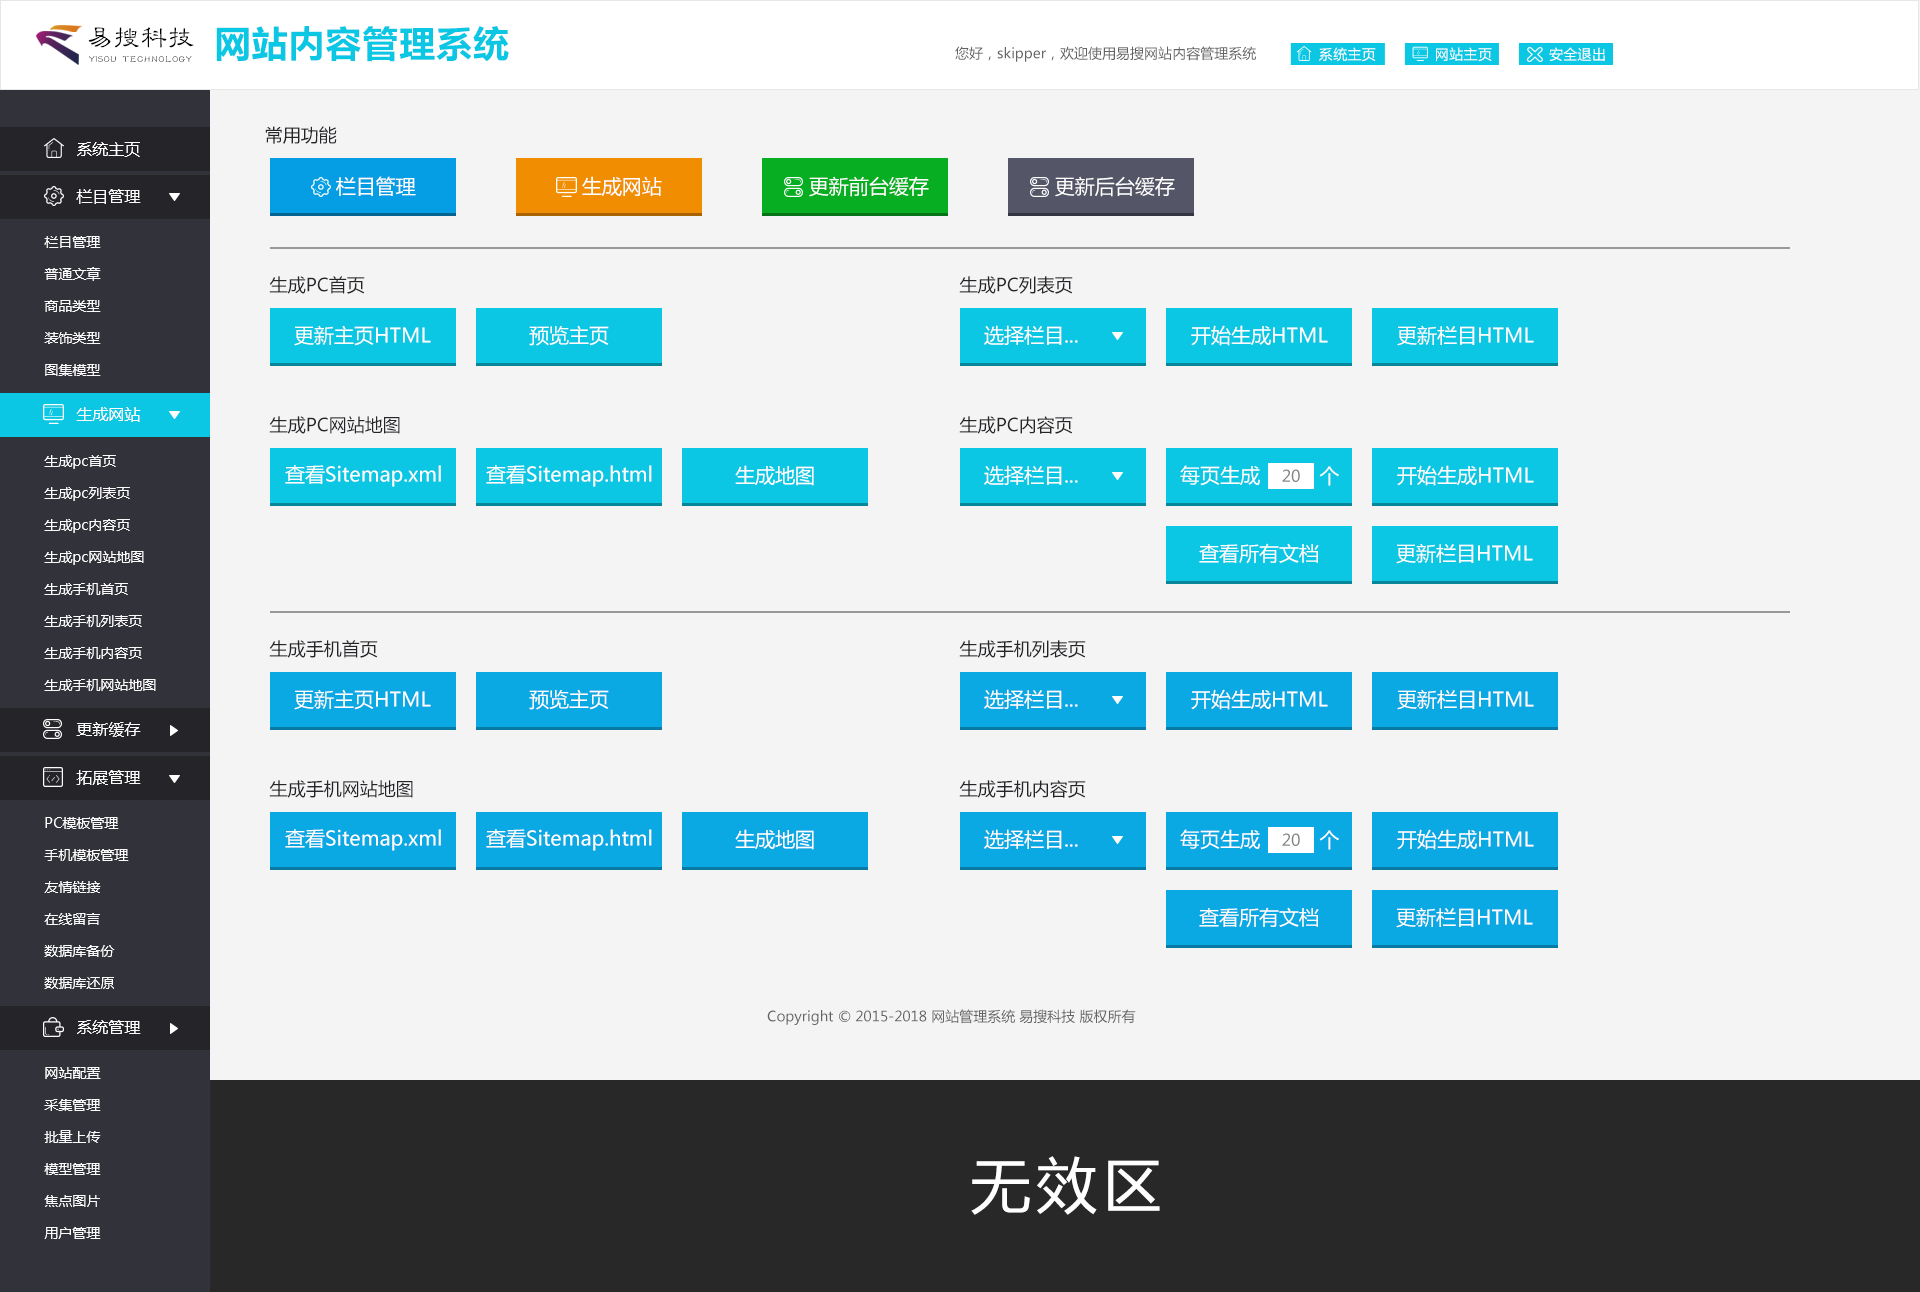 易搜科技
YISOU TECHNOLOGY
网站内容管理系统
您好，skipper，欢迎使用易搜网站内容管理系统
系统主页
网站主页
安全退出
系统主页
栏目管理
栏目管理
普通文章
商品类型
装饰类型
图集模型
生成网站
生成pc首页
生成pc列表页
生成pc内容页
生成pc网站地图
生成手机首页
生成手机列表页
生成手机内容页
生成手机网站地图
更新缓存
拓展管理
PC模板管理
手机模板管理
友情链接
在线留言
数据库备份
数据库还原
系统管理
网站配置
采集管理
批量上传
模型管理
焦点图片
用户管理
常用功能
栏目管理
生成网站
更新前台缓存
更新后台缓存
生成PC首页
更新主页HTML
预览主页
生成PC列表页
选择栏目...
开始生成HTML
更新栏目HTML
生成PC网站地图
查看Sitemap.xml
查看Sitemap.html
生成地图
生成PC内容页
选择栏目...
每页生成 20 个
开始生成HTML
查看所有文档
更新栏目HTML
生成手机首页
更新主页HTML
预览主页
生成手机列表页
选择栏目...
开始生成HTML
更新栏目HTML
生成手机网站地图
查看Sitemap.xml
查看Sitemap.html
生成地图
生成手机内容页
选择栏目...
每页生成 20 个
开始生成HTML
查看所有文档
更新栏目HTML
Copyright © 2015-2018 网站管理系统 易搜科技 版权所有
无效区